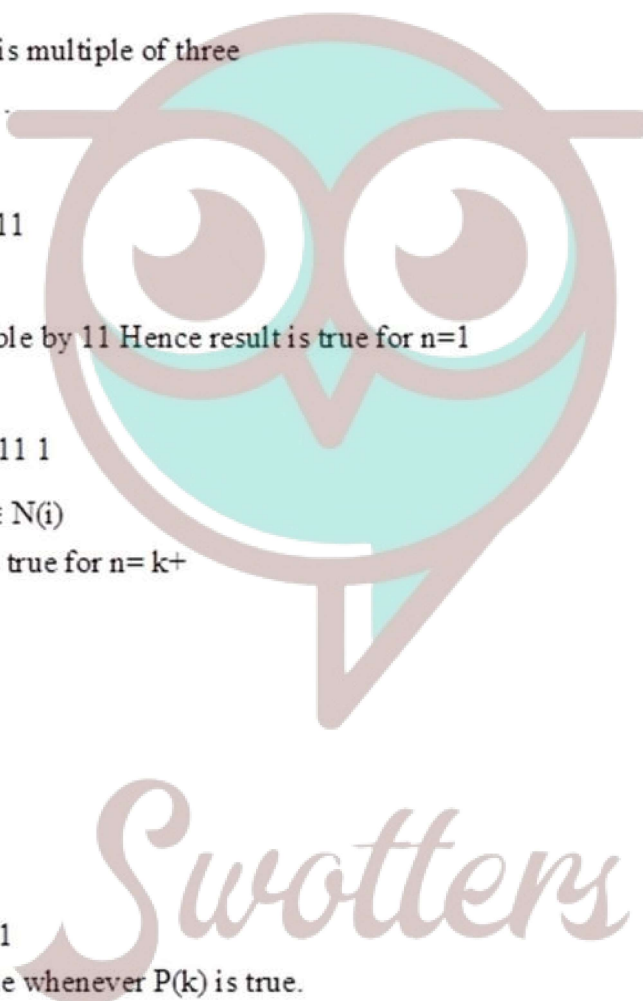 is multiple of three
11
ble by 11 Hence result is true for n=1
11 1
N(i)
true for n= k+
Swotters
1
e whenever P(k) is true.